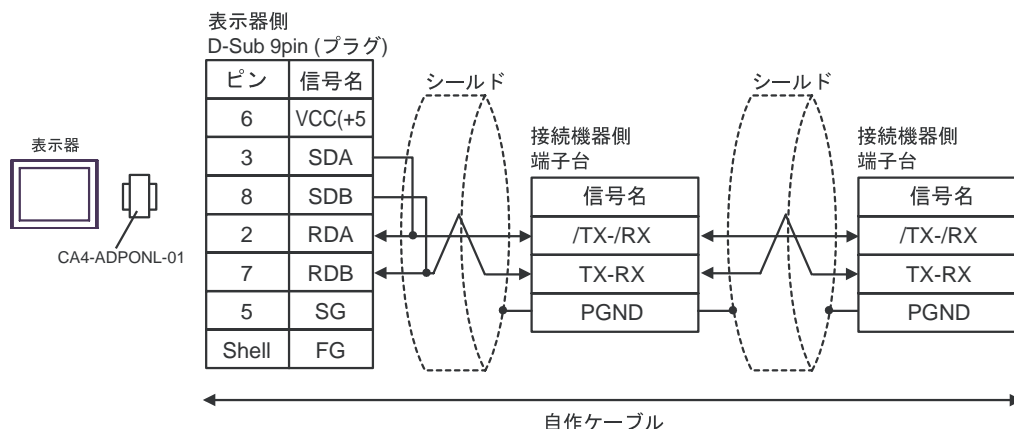 表示器側
D-Sub 9pin (プラグ)
ピン 信号名
6 VCC(+5
3 SDA
8 SDB
2 RDA
7 RDB
5 SG
Shell FG
表示器
CA4-ADPONL-01
シールド
接続機器側
端子台
信号名
/TX-/RX
TX-RX
PGND
シールド
接続機器側
端子台
信号名
/TX-/RX
TX-RX
PGND
自作ケーブル